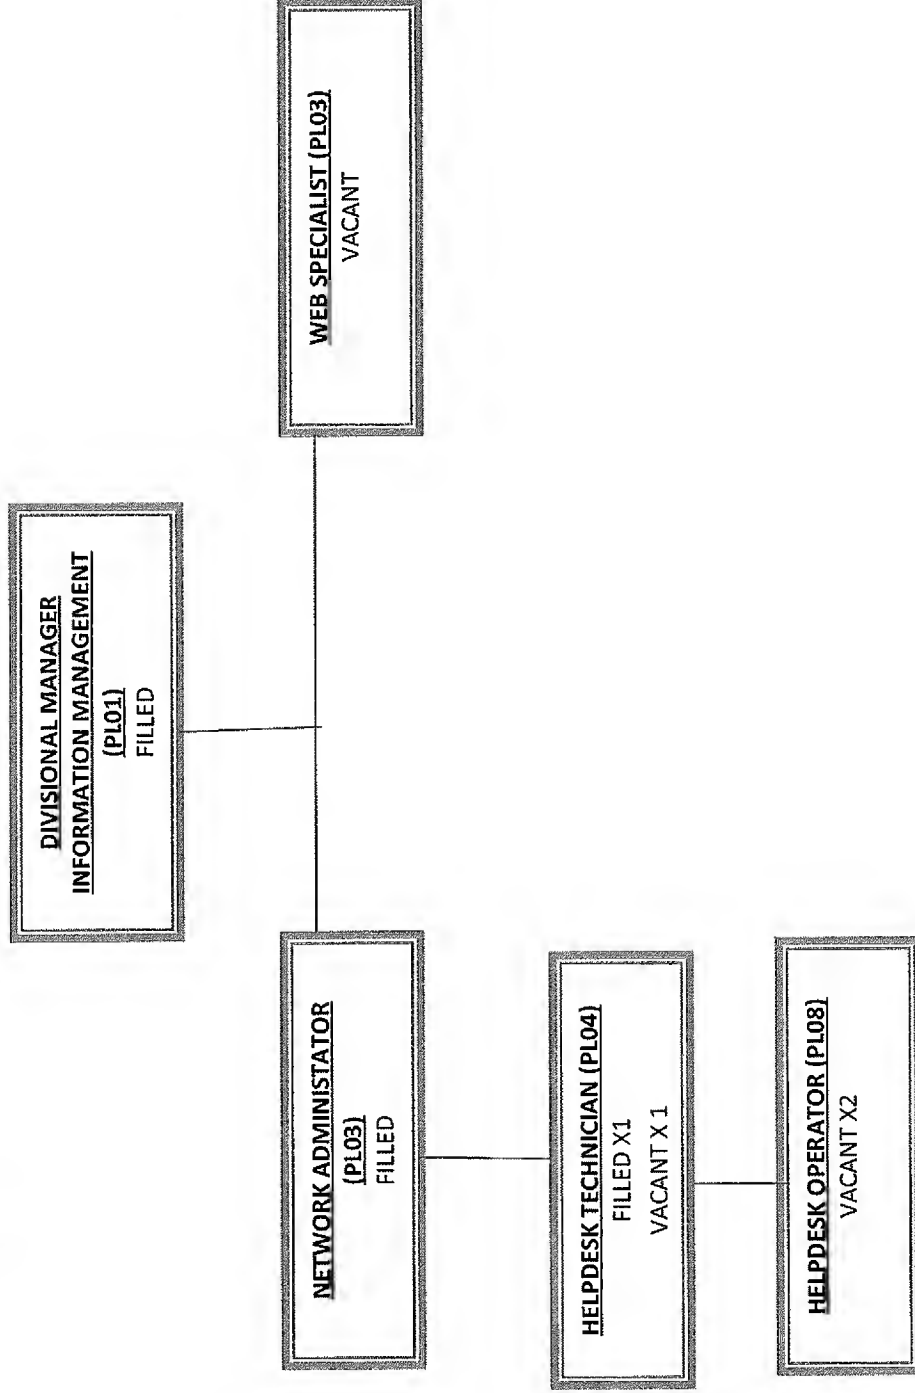 DIVISIONAL MANAGER
INFORMATION MANAGEMENT
(PL01)
FILLED
NETWORK ADMINISTATOR
(PL03)
FILLED
WEB SPECIALIST (PL03)
VACANT
HELPDESK TECHNICIAN (PL04)
FILLED X1
VACANT X 1
HELPDESK OPERATOR (PL08)
VACANT X2